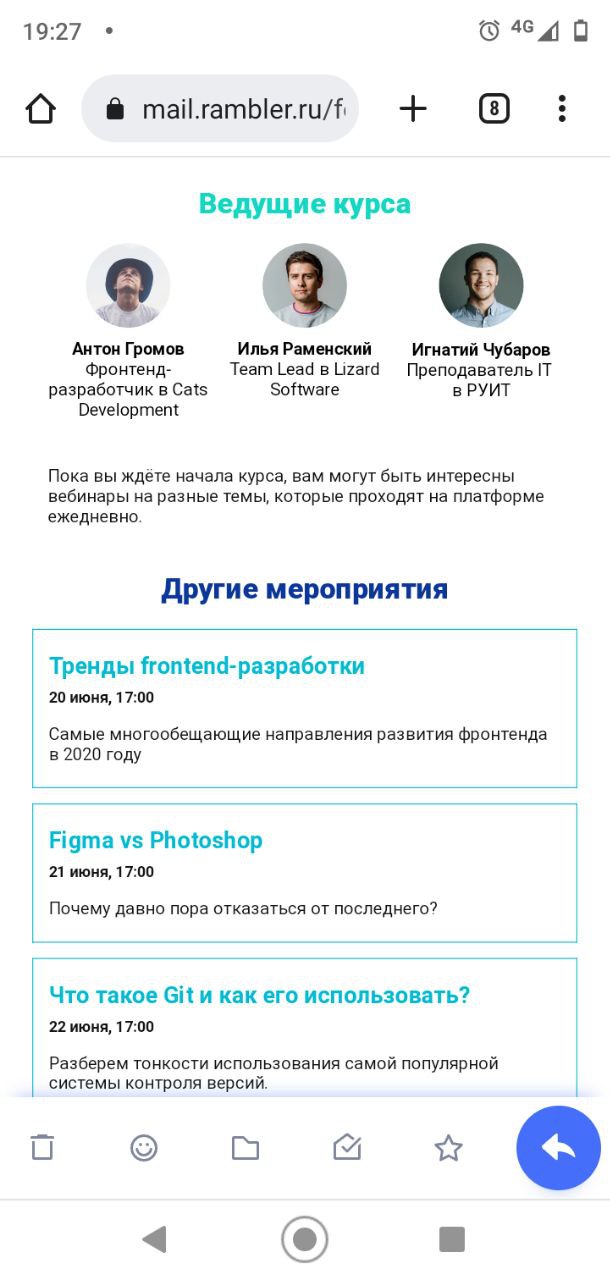 19:27
4G
mail.rambler.ru/f
8
Ведущие курса
Антон Громов
Фронтенд-
разработчик в Cats
Development
Илья Раменский
Team Lead в Lizard
Software
Игнатий Чубаров
Преподаватель IT
в РУИТ
Пока вы ждёте начала курса, вам могут быть интересны
вебинары на разные темы, которые проходят на платформе
ежедневно.
Другие мероприятия
Тренды frontend-разработки
20 июня, 17:00
Самые многообещающие направления развития фронтенда
в 2020 году
Figma vs Photoshop
21 июня, 17:00
Почему давно пора отказаться от последнего?
Что такое Git и как его использовать?
22 июня, 17:00
Разберем тонкости использования самой популярной
системы контроля версий.